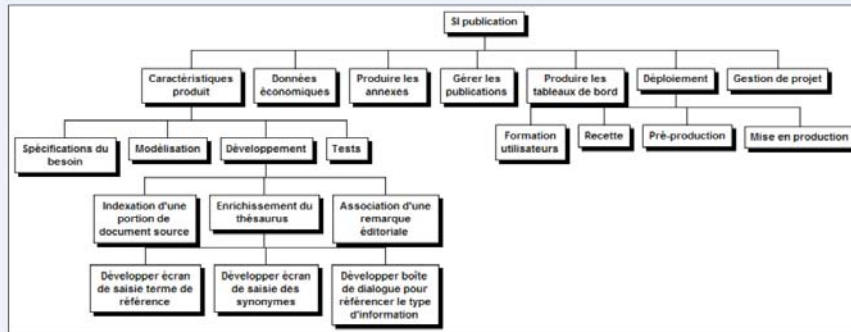 SI publication
Caractéristiques
produit
Données
économiques
Produire les
annexes
Gérer les
publications
Produire les
tableaux de bord
Déploiement
Gestion de projet
Spécifications du
besoin
Modélisation
Développement
Tests
Formation
utilisateurs
Recette
Pré-production
Mise en production
Indexation d'une
portion de
document source
Enrichissement du
thésaurus
Association d'une
remarque
éditoriale
Développer écran
de saisie terme de
référence
Développer écran
de saisie des
synonymes
Développer boîte
de dialogue pour
référencer le type
d'information